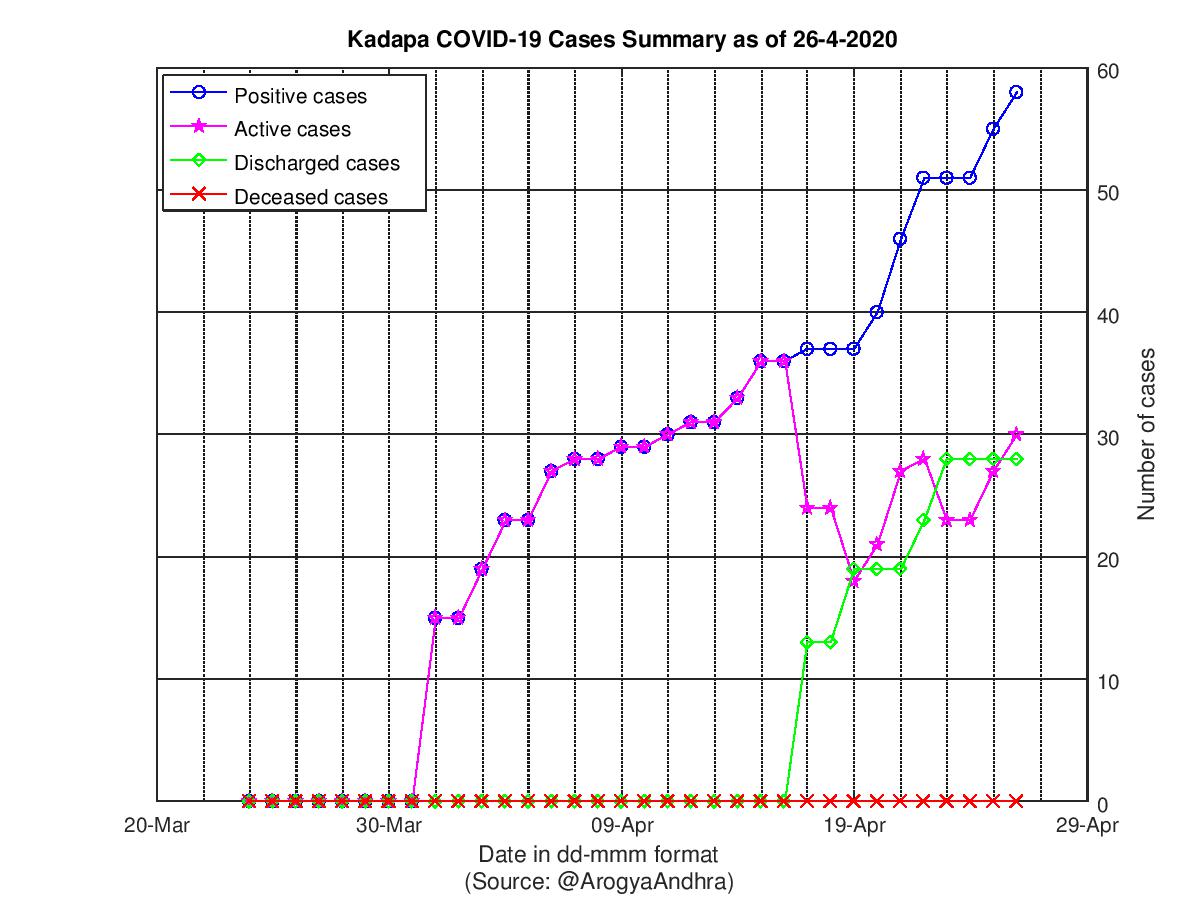 Kadapa COVID-19 Cases Summary as of 26-4-2020
Positive cases
Active cases
Discharged cases
Deceased cases
60
50
40
30
20
10
0
Number of cases
20-Mar
30-Mar
09-Apr
19-Apr
29-Apr
Date in dd-mmm format
(Source: @ArogyaAndhra)